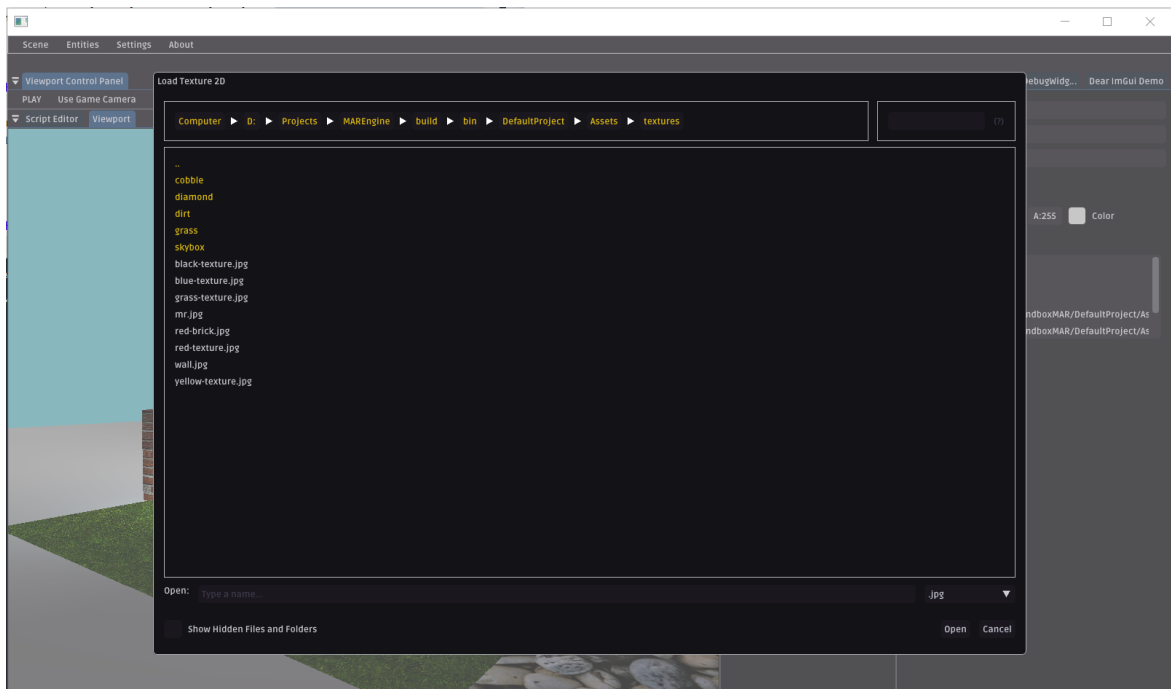 Scene Entities Settings About
Viewport Control Panel
PLAY Use Game Camera
Script Editor Viewport
Load Texture 2D
Computer D: Projects MAREngine build bin DefaultProject Assets textures
(?)
..
cobble
diamond
dirt
grass
skybox
black-texture.jpg
blue-texture.jpg
grass-texture.jpg
mr.jpg
red-brick.jpg
red-texture.jpg
wall.jpg
yellow-texture.jpg
Open: Type a name... .jpg
Show Hidden Files and Folders Open Cancel
ebugWidg... Dear ImGui Demo
A:255 Color
ndboxMAR/DefaultProject/As
ndboxMAR/DefaultProject/As